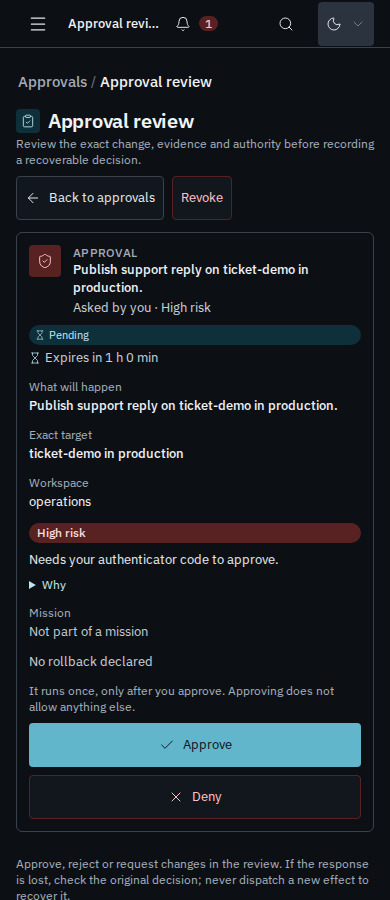 Approval revi...
1
Approvals / Approval review
Approval review
Review the exact change, evidence and authority before recording
a recoverable decision.
Back to approvals
Revoke
APPROVAL
Publish support reply on ticket-demo in
production.
Asked by you · High risk
Pending
Expires in 1 h 0 min
What will happen
Publish support reply on ticket-demo in production.
Exact target
ticket-demo in production
Workspace
operations
High risk
Needs your authenticator code to approve.
Why
Mission
Not part of a mission
No rollback declared
It runs once, only after you approve. Approving does not
allow anything else.
Approve
Deny
Approve, reject or request changes in the review. If the response
is lost, check the original decision; never dispatch a new effect to
recover it.